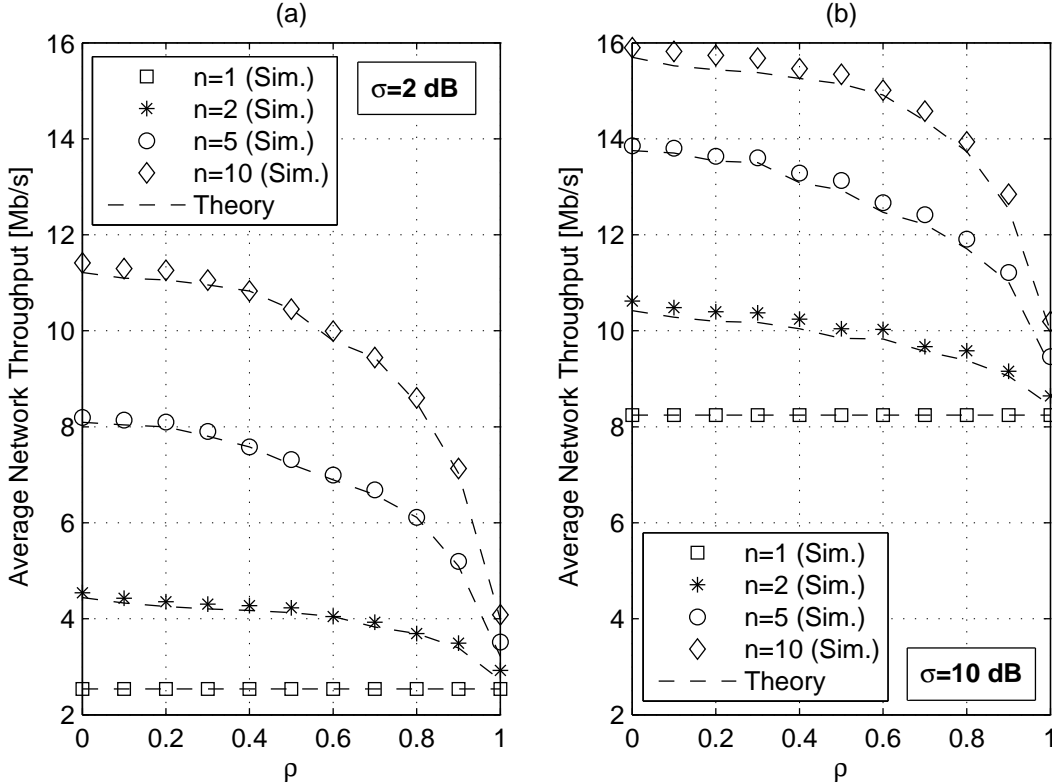 (a)
16
14
12
10
8
6
4
2
Average Network Throughput [Mb/s]
n=1 (Sim.)
n=2 (Sim.)
n=5 (Sim.)
n=10 (Sim.)
Theory
σ=2 dB
0
0.2
0.4
0.6
0.8
1
ρ
(b)
16
14
12
10
8
6
4
2
Average Network Throughput [Mb/s]
n=1 (Sim.)
n=2 (Sim.)
n=5 (Sim.)
n=10 (Sim.)
Theory
σ=10 dB
0
0.2
0.4
0.6
0.8
1
ρ